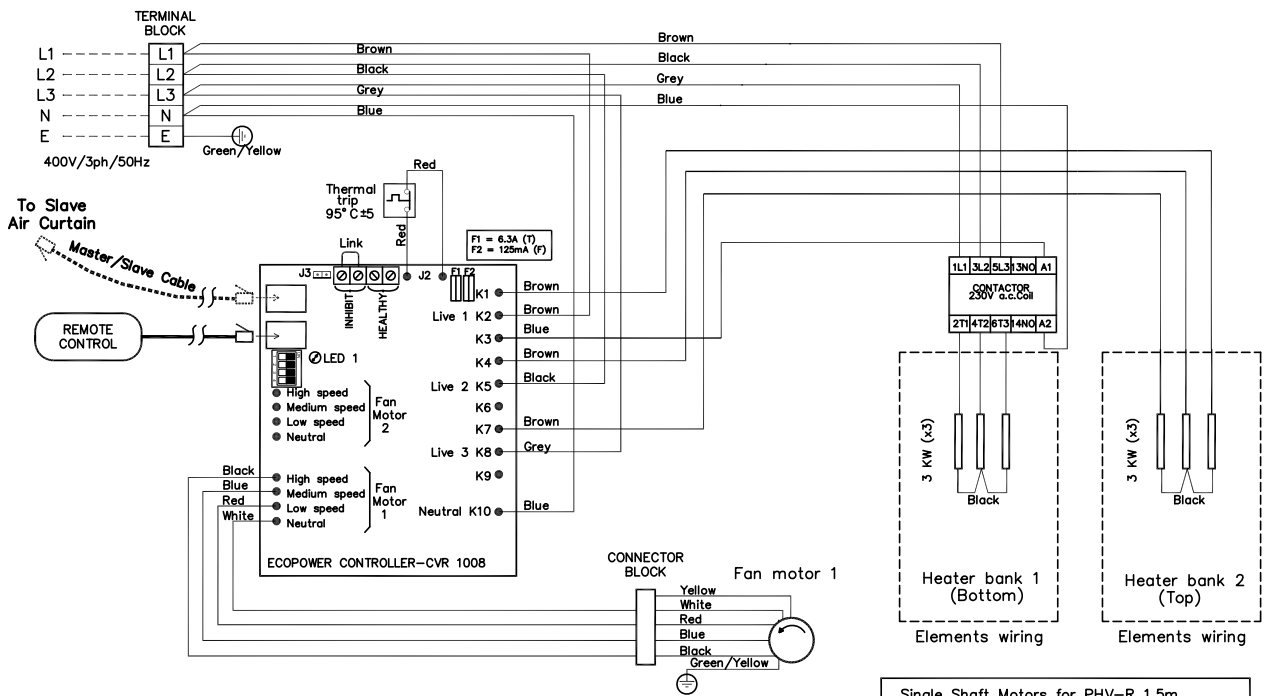 TERMINAL
BLOCK
L1 L1 Brown Brown
L2 L2 Black Black
L3 L3 Grey Grey
N N Blue Blue
E E
Green/Yellow
400V/3ph/50Hz
Red
Thermal
trip
95°C±5
Red
To Slave
Air Curtain
Master/Slave Cable
REMOTE
CONTROL
Link
F1 = 6.3A (T)
F2 = 125mA (F)
J3
J2
F1 F2
INHIBIT
HEALTHY
LED 1
K1 Brown
Live 1 K2 Brown
K3 Blue
K4 Brown
Live 2 K5 Black
K6
K7 Brown
Live 3 K8 Grey
K9
Neutral K10 Blue
High speed
Medium speed
Low speed
Neutral
Fan
Motor
2
Black High speed
Blue Medium speed
Red Low speed
White Neutral
Fan
Motor
1
ECOPOWER CONTROLLER-CVR 1008
CONNECTOR
BLOCK
Fan motor 1
Yellow
White
Red
Blue
Black
Green/Yellow
1L1 3L2 5L3 13NO A1
CONTACTOR
230V a.c.Coil
2T1 4T2 6T3 14NO A2
3 KW (x3)
Black
Heater bank 1
(Bottom)
Elements wiring
3 KW (x3)
Black
Heater bank 2
(Top)
Elements wiring
Single Shaft Motors for PHV-R 1.5m